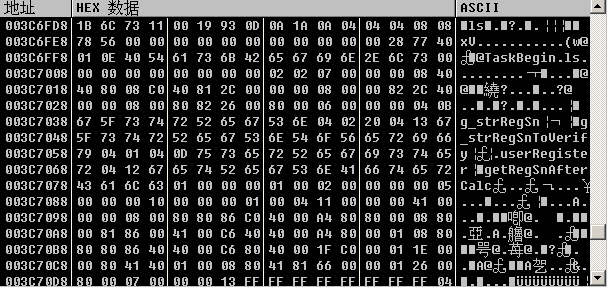 地址 HEX 数据 ASCII
003C6FD8 1B 6C 73 11 00 19 93 0D 0A 1A 0A 04 04 04 08 08
003C6FE8 78 56 00 00 00 00 00 00 00 00 00 00 00 28 77 40 xV...........(w@
003C6FF8 01 0E 40 54 61 73 6B 42 65 67 69 6E 2E 6C 73 00 @TaskBegin.ls.
003C7008 00 00 00 00 00 00 00 00 02 02 07 00 00 00 08 40
003C7018 40 80 08 C0 40 81 2C 00 00 00 08 00 00 82 2C 40
003C7028 00 00 08 00 80 82 26 00 80 00 06 00 00 00 04 0B
003C7038 67 5F 73 74 72 52 65 67 53 6E 04 02 20 04 13 67 g_strRegSn g
003C7048 5F 73 74 72 52 65 67 53 6E 54 6F 56 65 72 69 66 _strRegSnToVerif
003C7058 79 04 01 04 0D 75 73 65 72 52 65 67 69 73 74 65 y .userRegiste
003C7068 72 04 12 67 65 74 52 65 67 53 6E 41 66 74 65 72 r getRegSnAfter
003C7078 43 61 6C 63 01 00 00 00 01 00 02 00 00 00 00 05 Calc
003C7088 00 00 00 10 00 00 00 01 00 04 11 00 00 00 41 00
003C7098 00 00 08 00 80 80 86 C0 40 00 A4 80 00 00 08 80
003C70A8 00 81 86 00 41 00 C6 40 40 00 A4 80 00 01 08 80
003C70B8 80 80 86 40 40 00 C6 80 40 00 1F C0 00 01 1E 00
003C70C8 00 80 41 40 01 00 08 80 41 81 66 00 00 01 26 00
003C70D8 80 00 07 00 00 00 13 FF FF FF FF FF FF FF FF 04